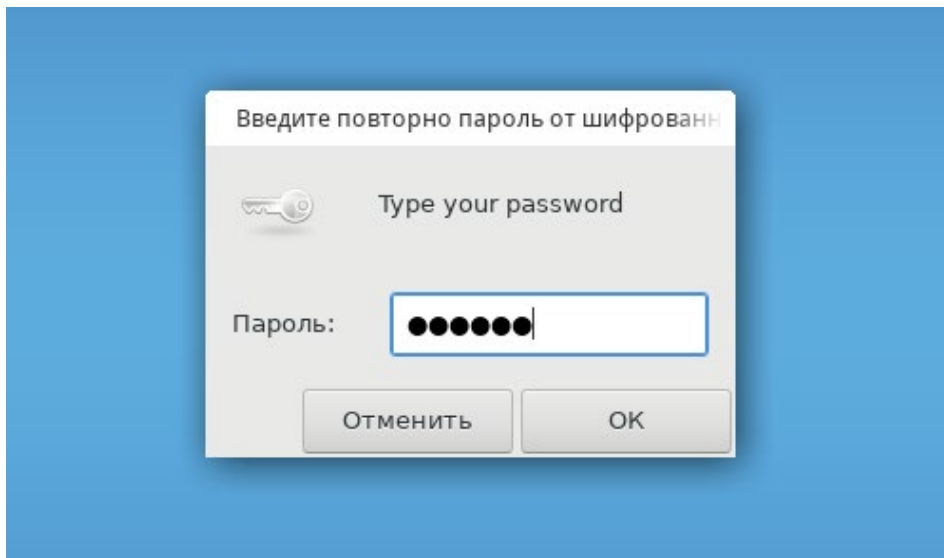 Введите повторно пароль от шифрованн
Type your password
Пароль: ●●●●●●
Отменить OK